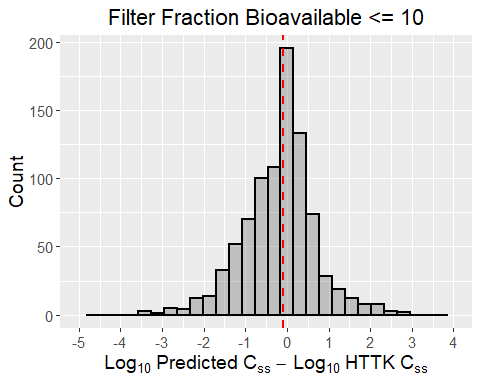 Filter Fraction Bioavailable <= 10
200
150
100
50
0
Count
-5 -4 -3 -2 -1 0 1 2 3 4
Log10 Predicted Css − Log10 HTTK Css